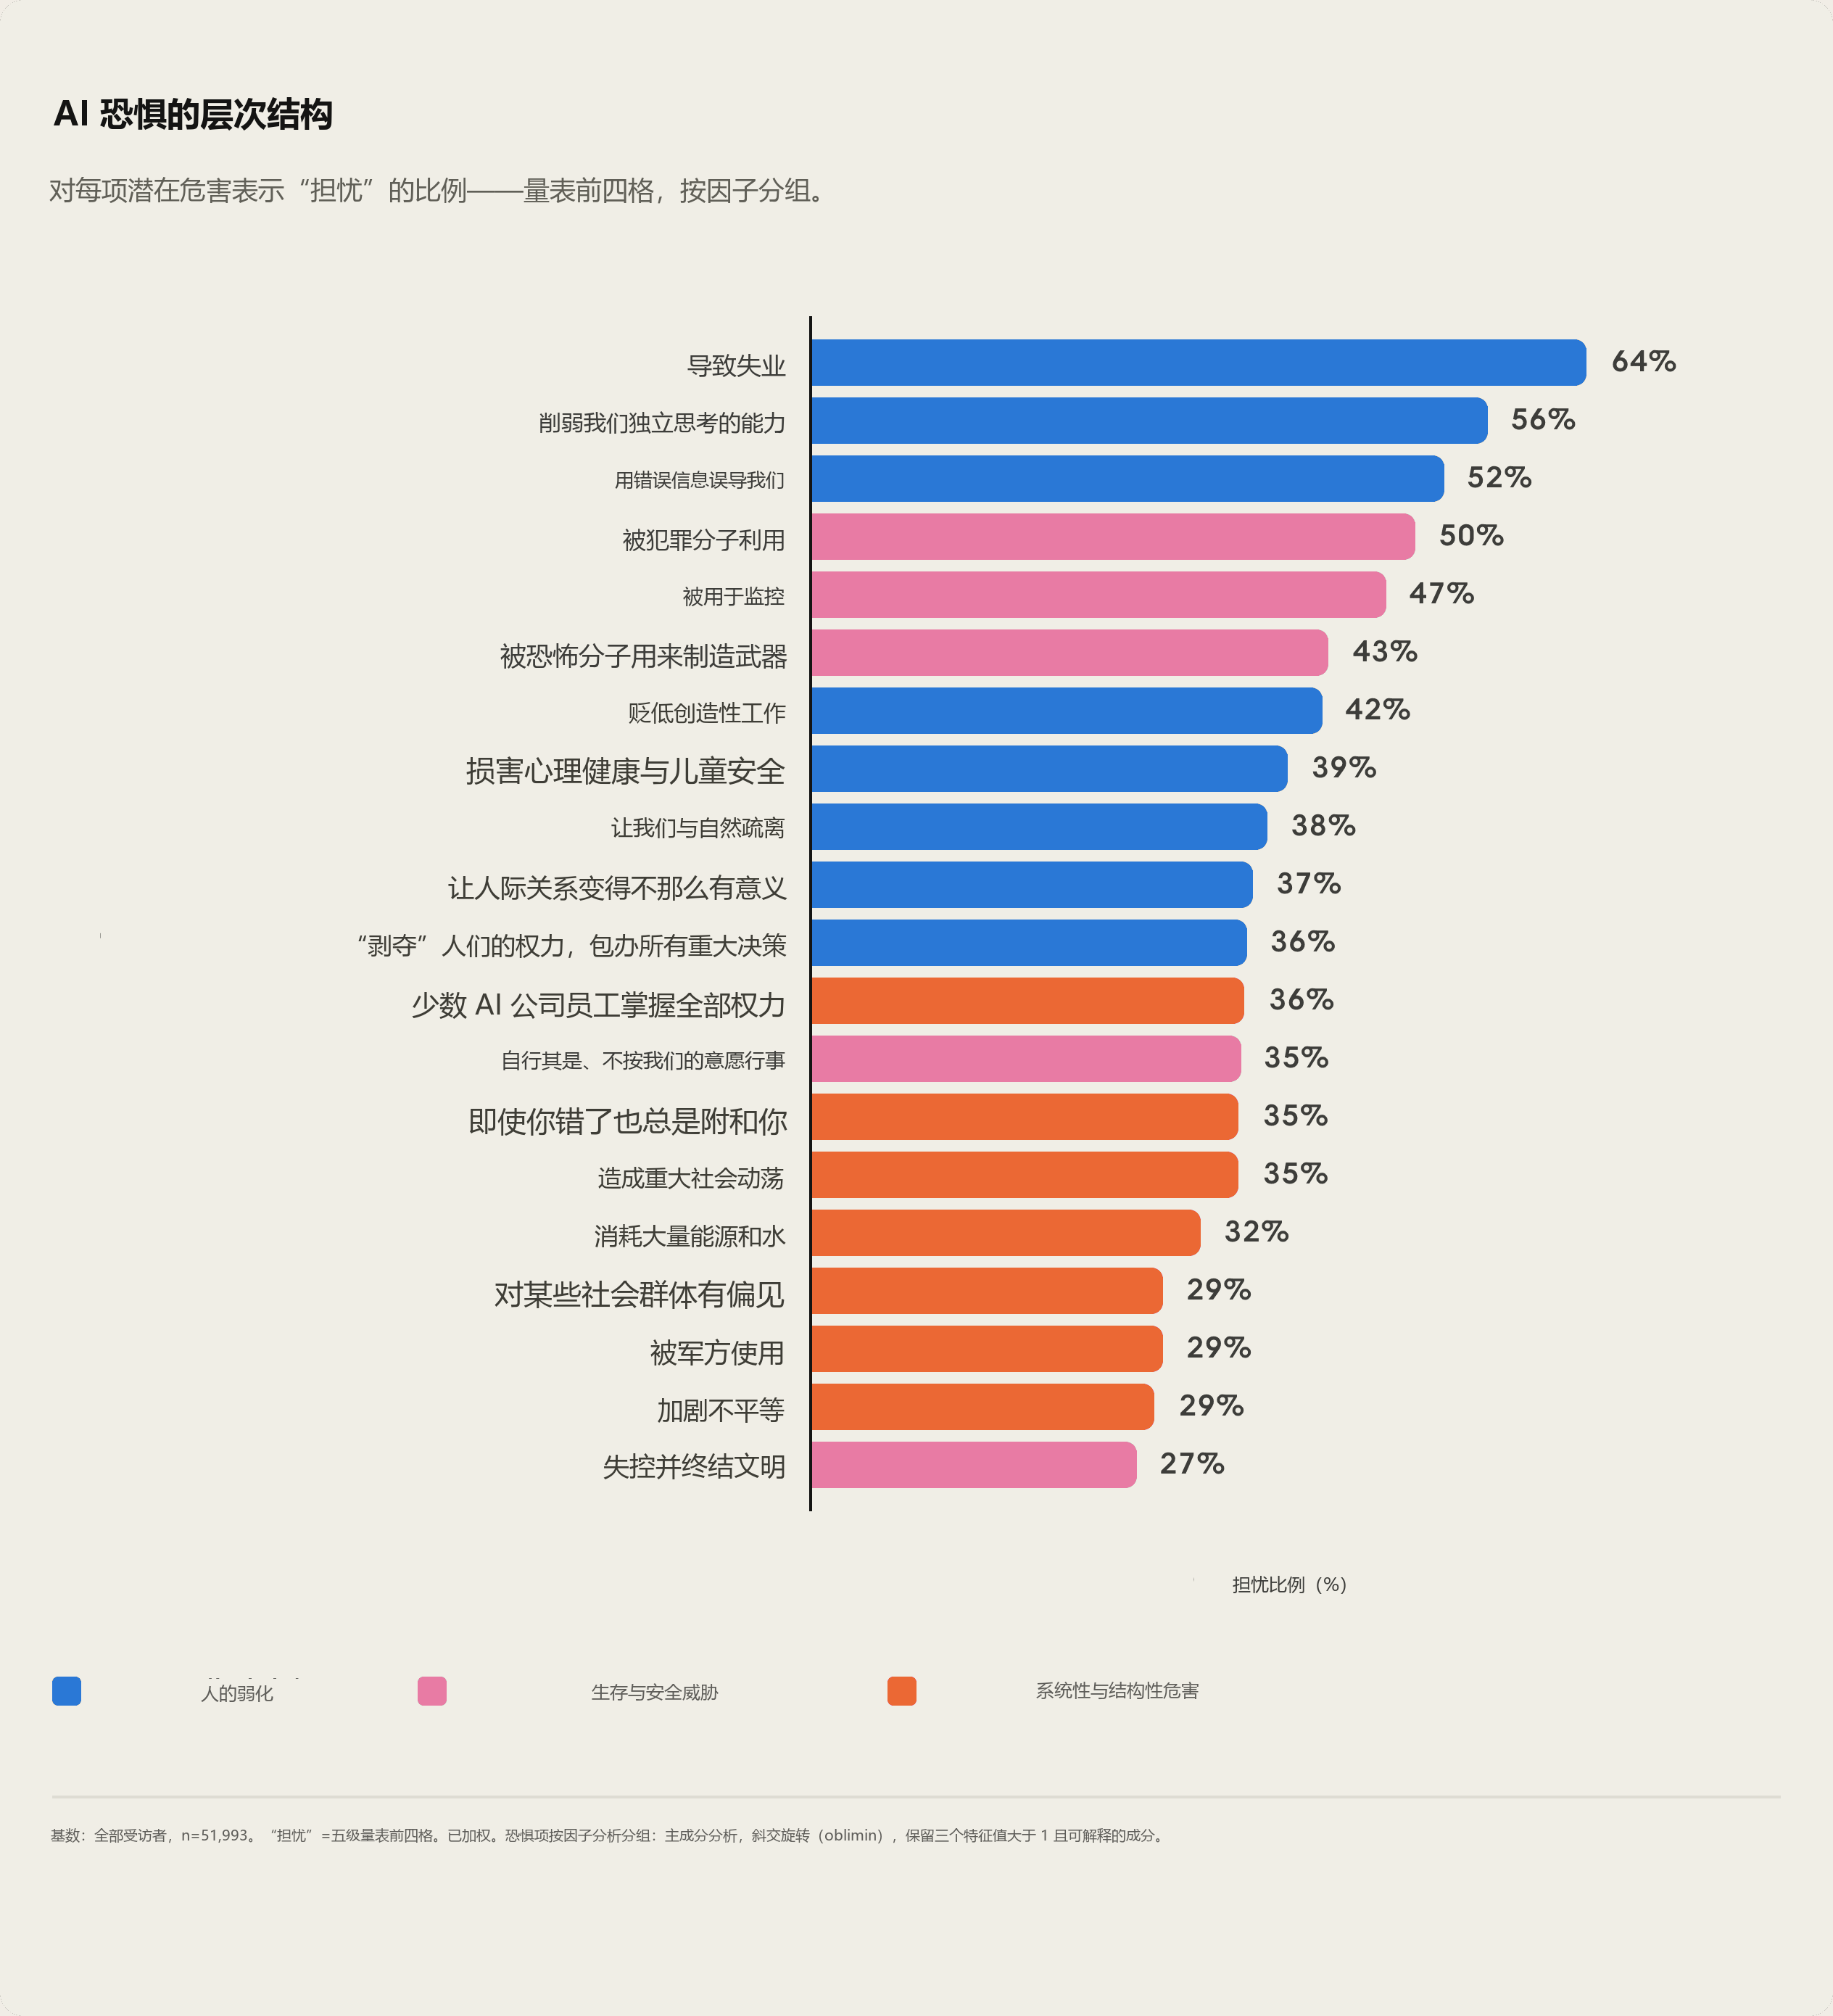 AI 恐惧的层次结构
对每项潜在危害表示“担忧”的比例——量表前四格，按因子分组。
导致失业 64%
削弱我们独立思考的能力 56%
用错误信息误导我们 52%
被犯罪分子利用 50%
被用于监控 47%
被恐怖分子用来制造武器 43%
贬低创造性工作 42%
损害心理健康与儿童安全 39%
让我们与自然疏离 38%
让人际关系变得不那么有意义 37%
“剥夺”人们的权力，包办所有重大决策 36%
少数 AI 公司员工掌握全部权力 36%
自行其是、不按我们的意愿行事 35%
即使你错了也总是附和你 35%
造成重大社会动荡 35%
消耗大量能源和水 32%
对某些社会群体有偏见 29%
被军方使用 29%
加剧不平等 29%
失控并终结文明 27%
担忧比例（%）
人的弱化 生存与安全威胁 系统性与结构性危害
基数：全部受访者，n=51,993。“担忧”=五级量表前四格。已加权。恐惧项按因子分析分组：主成分分析，斜交旋转（oblimin），保留三个特征值大于 1 且可解释的成分。